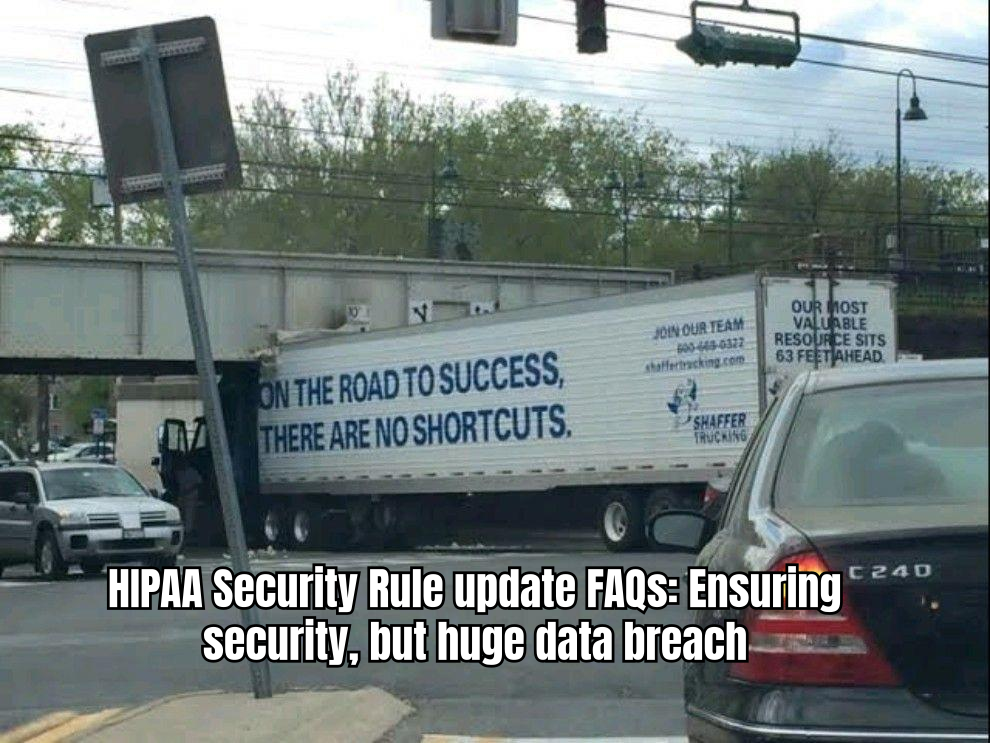 OUR MOST
VALUABLE
RESOURCE SITS
63 FEET AHEAD.
JOIN OUR TEAM
800-669-0322
shaffertrucking.com
ON THE ROAD TO SUCCESS,
THERE ARE NO SHORTCUTS.
SHAFFER
TRUCKING
C240
HIPAA Security Rule update FAQs: Ensuring
security, but huge data breach